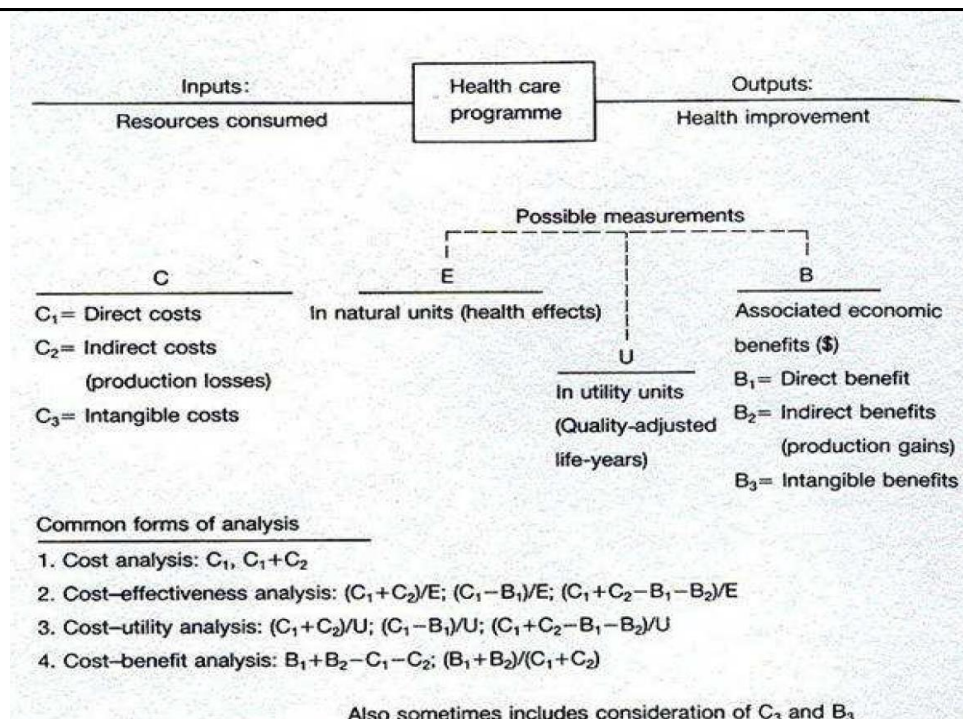 Inputs:
Resources consumed
Health care
programme
Outputs:
Health improvement
Possible measurements
C
C₁= Direct costs
C₂= Indirect costs
(production losses)
C₃= Intangible costs
E
In natural units (health effects)
U
In utility units
(Quality-adjusted
life-years)
B
Associated economic
benefits ($)
B₁= Direct benefit
B₂= Indirect benefits
(production gains)
B₃= Intangible benefits
Common forms of analysis
1. Cost analysis: C₁, C₁+C₂
2. Cost–effectiveness analysis: (C₁+C₂)/E; (C₁−B₁)/E; (C₁+C₂−B₁−B₂)/E
3. Cost–utility analysis: (C₁+C₂)/U; (C₁−B₁)/U; (C₁+C₂−B₁−B₂)/U
4. Cost–benefit analysis: B₁+B₂−C₁−C₂; (B₁+B₂)/(C₁+C₂)
Also sometimes includes consideration of C₃ and B₃